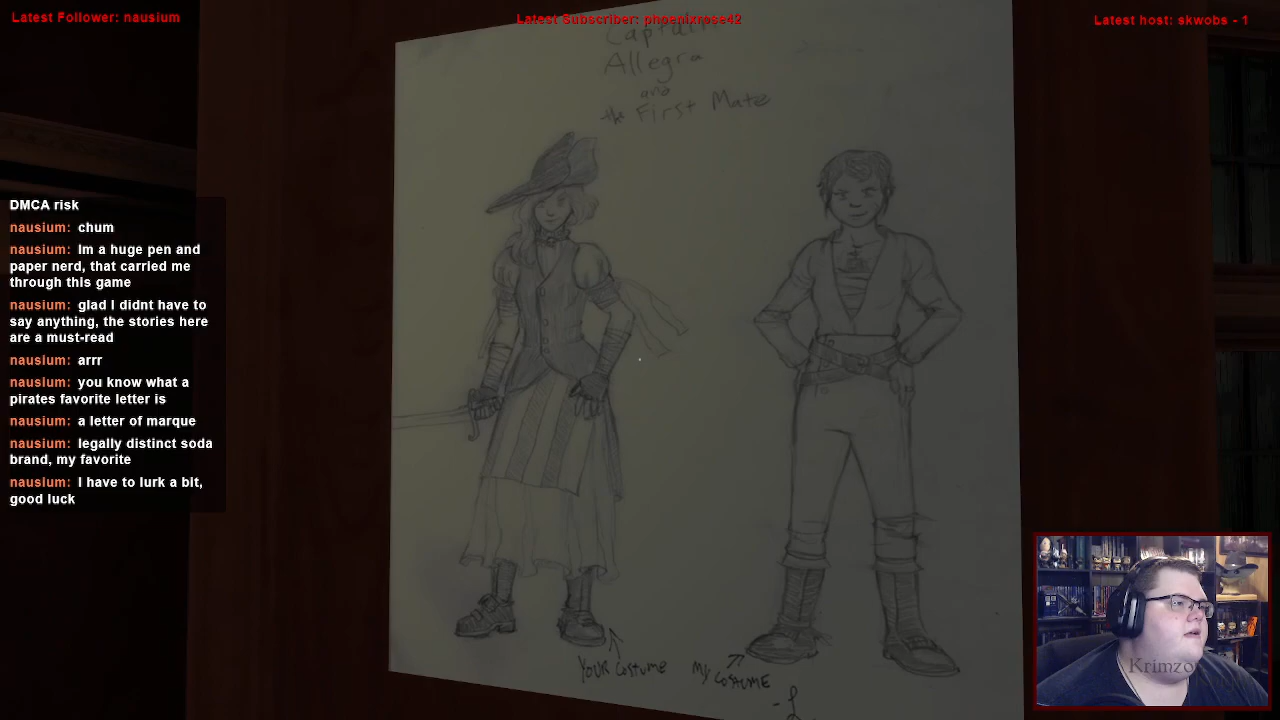 Latest Follower: nausium
Latest Subscriber: phoenixrose42
Latest host: skwobs - 1
Captain
Allegra
and
the First Mate
DMCA risk
nausium: chum
nausium: Im a huge pen and
paper nerd, that carried me
through this game
nausium: glad I didnt have to
say anything, the stories here
are a must-read
nausium: arrr
nausium: you know what a
pirates favorite letter is
nausium: a letter of marque
nausium: legally distinct soda
brand, my favorite
nausium: I have to lurk a bit,
good luck
YOUR COSTUME
MY COSTUME